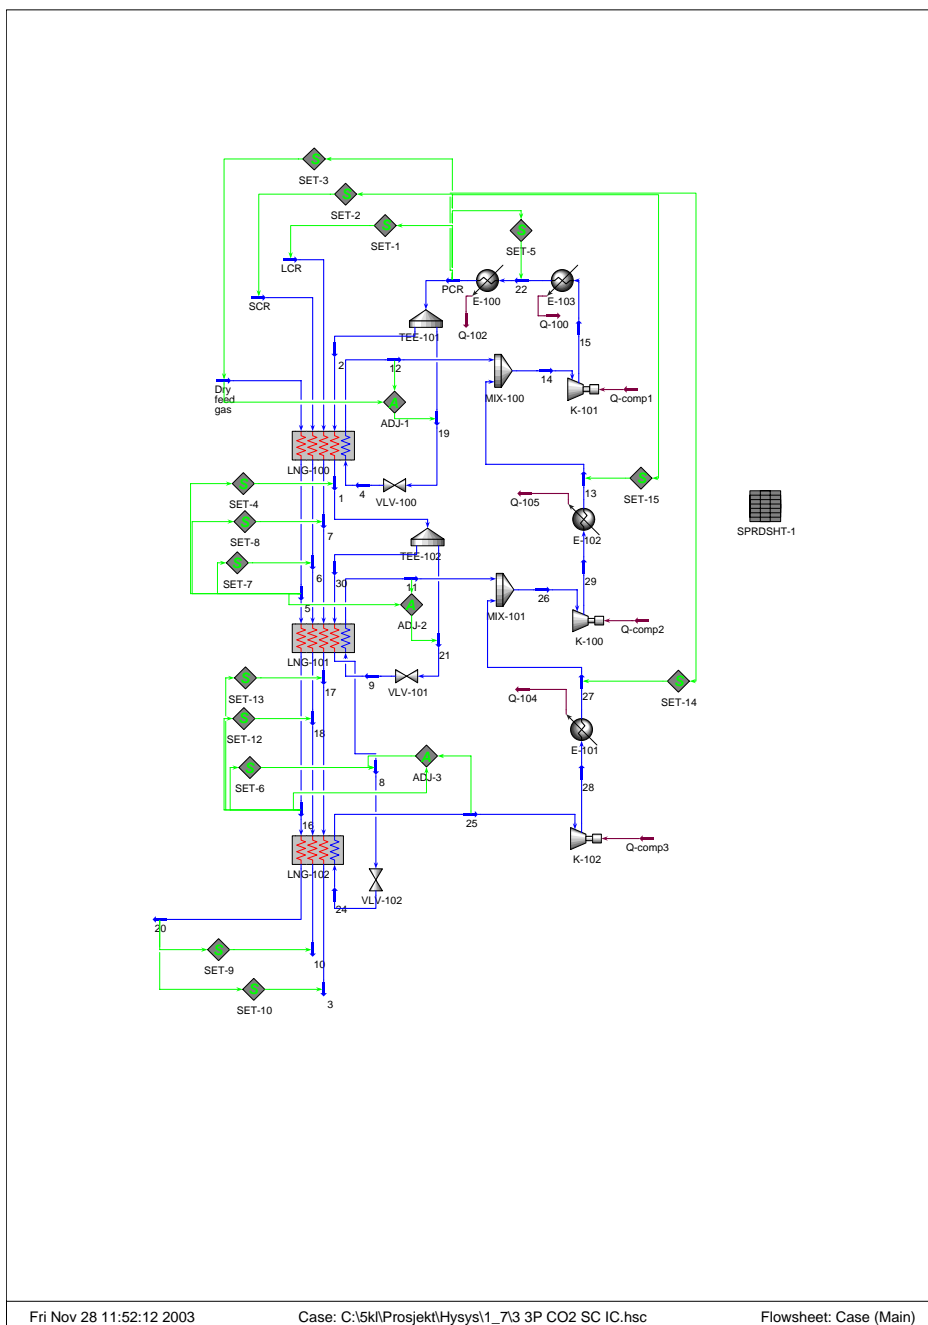 S
SET-3
S
SET-2
S
SET-1
S
SET-5
LCR
SCR
PCR
E-100
22
E-103
Q-102
Q-100
TEE-101
15
2
12
14
MIX-100
K-101
Q-comp1
Dry
feed
gas
A
ADJ-1
19
LNG-100
S
SET-4
1
4
VLV-100
13
S
SET-15
Q-105
S
SET-8
7
TEE-102
E-102
SPRDSHT-1
S
SET-7
6
30
11
29
5
26
MIX-101
A
ADJ-2
K-100
Q-comp2
LNG-101
21
S
SET-13
17
9
VLV-101
27
S
SET-14
Q-104
S
SET-12
18
E-101
S
SET-6
8
A
ADJ-3
28
16
25
K-102
Q-comp3
LNG-102
24
VLV-102
20
S
SET-9
10
S
SET-10
3
Fri Nov 28 11:52:12 2003
Case: C:\5kl\Prosjekt\Hysys\1_7\3 3P CO2 SC IC.hsc
Flowsheet: Case (Main)